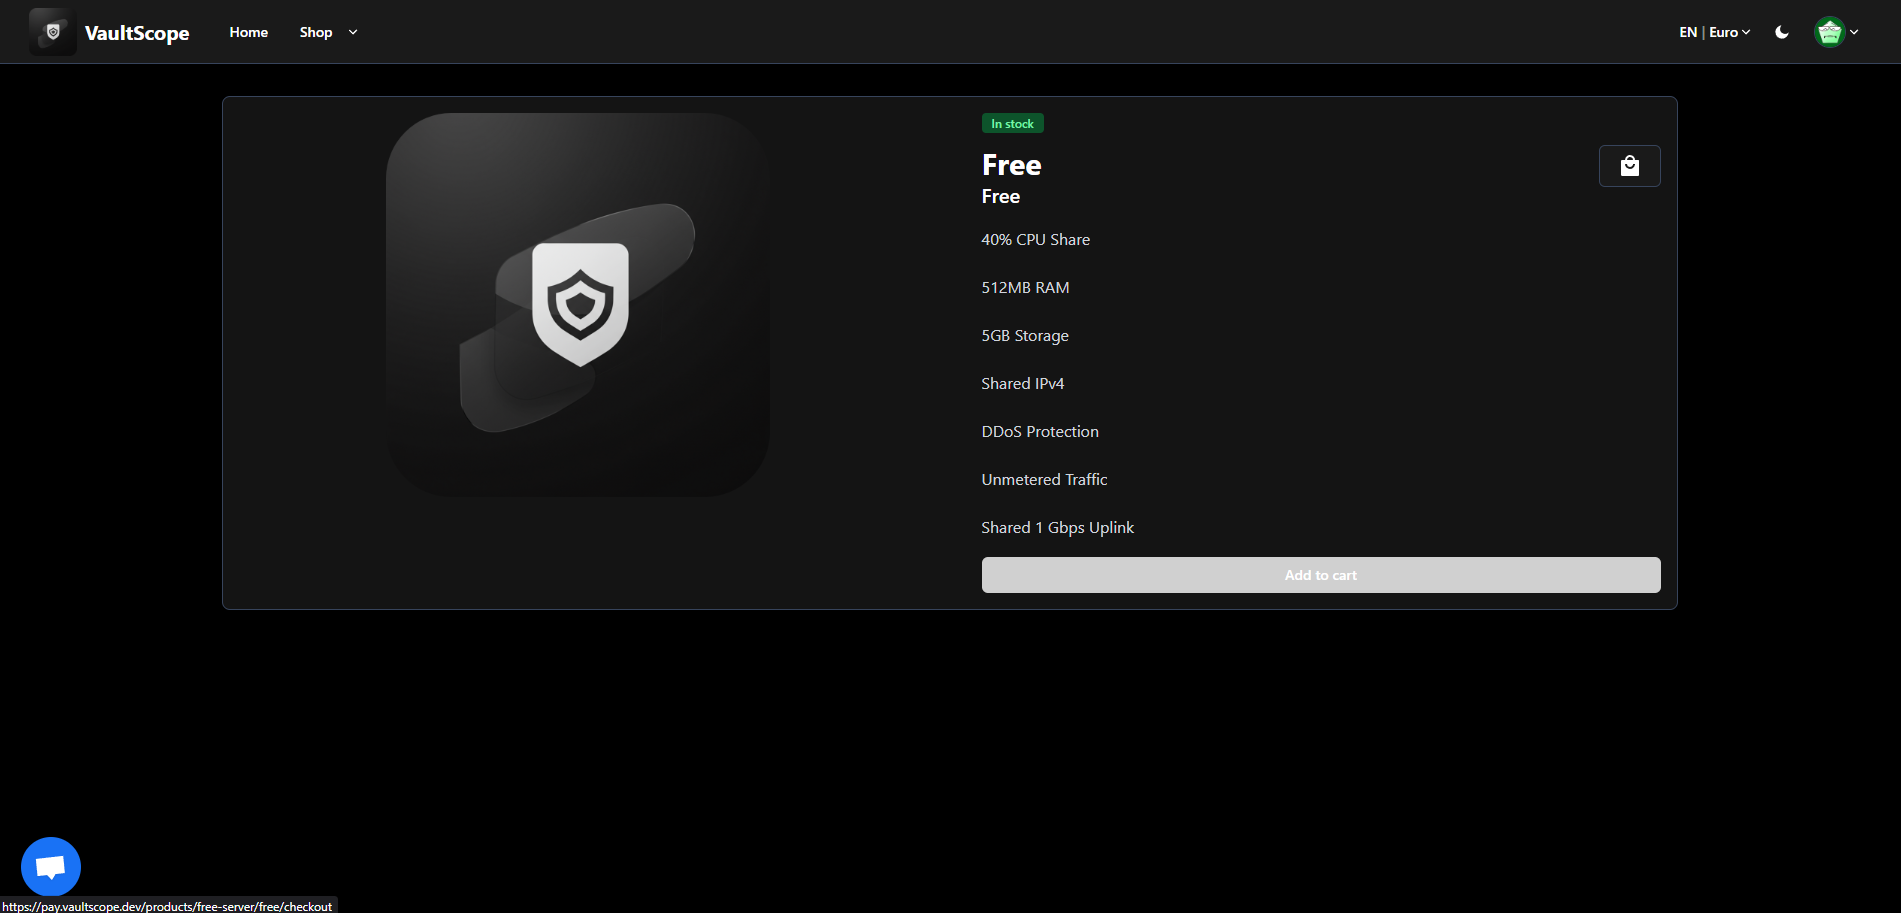 VaultScope
Home
Shop
EN | Euro
In stock
Free
Free
40% CPU Share
512MB RAM
5GB Storage
Shared IPv4
DDoS Protection
Unmetered Traffic
Shared 1 Gbps Uplink
Add to cart
https://pay.vaultscope.dev/products/free-server/free/checkout